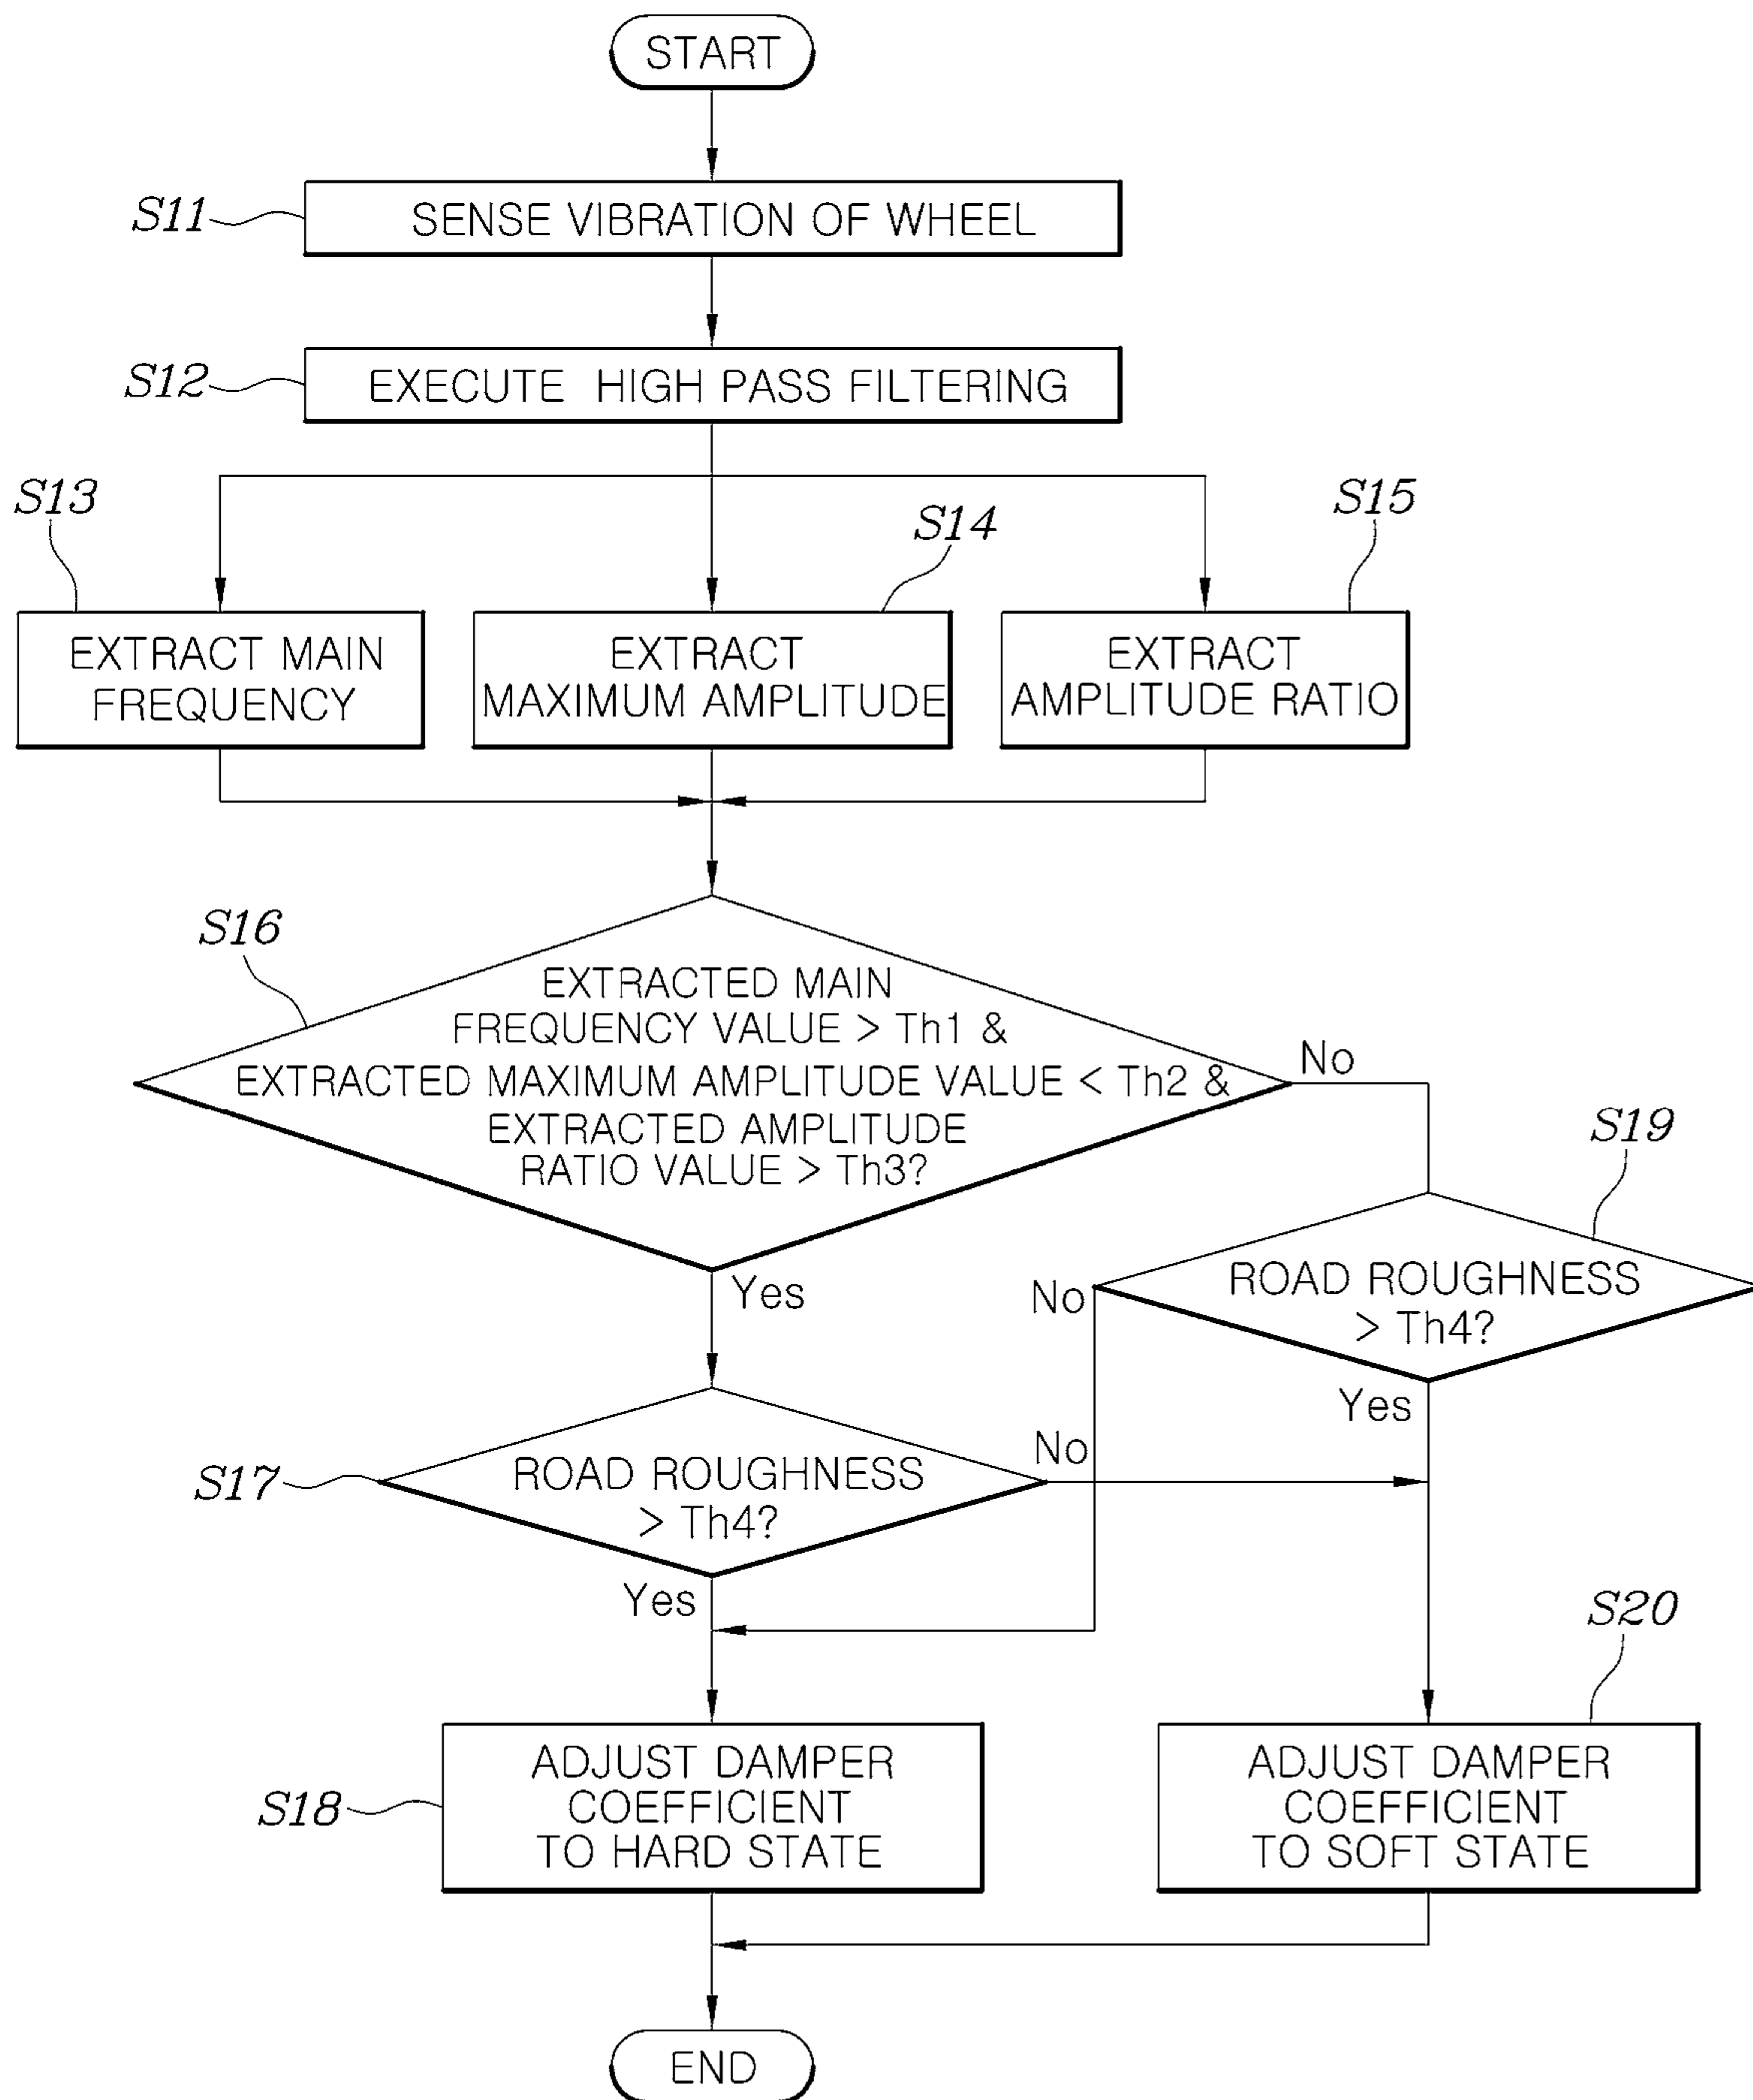 START
S11
SENSE VIBRATION OF WHEEL
S12
EXECUTE HIGH PASS FILTERING
S13
S14
S15
EXTRACT MAIN
FREQUENCY
EXTRACT
MAXIMUM AMPLITUDE
EXTRACT
AMPLITUDE RATIO
S16
EXTRACTED MAIN
FREQUENCY VALUE > Th1 &
EXTRACTED MAXIMUM AMPLITUDE VALUE < Th2 &
EXTRACTED AMPLITUDE
RATIO VALUE > Th3?
No
Yes
S19
ROAD ROUGHNESS
> Th4?
No
Yes
S17
ROAD ROUGHNESS
> Th4?
No
Yes
S18
ADJUST DAMPER
COEFFICIENT
TO HARD STATE
S20
ADJUST DAMPER
COEFFICIENT
TO SOFT STATE
END